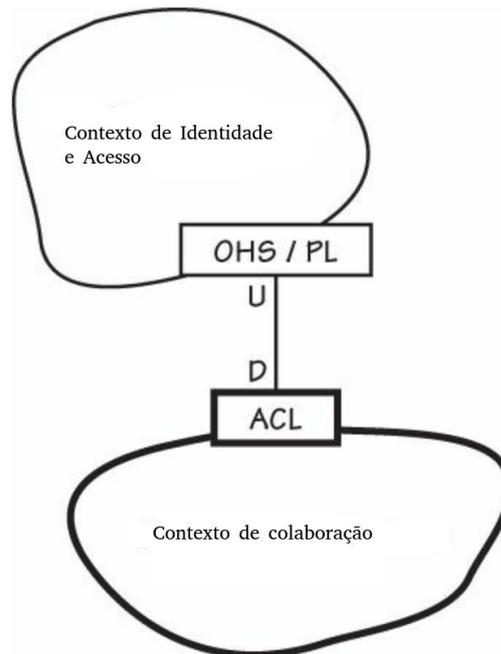 Contexto de Identidade
e Acesso
OHS / PL
U
D
ACL
Contexto de colaboração